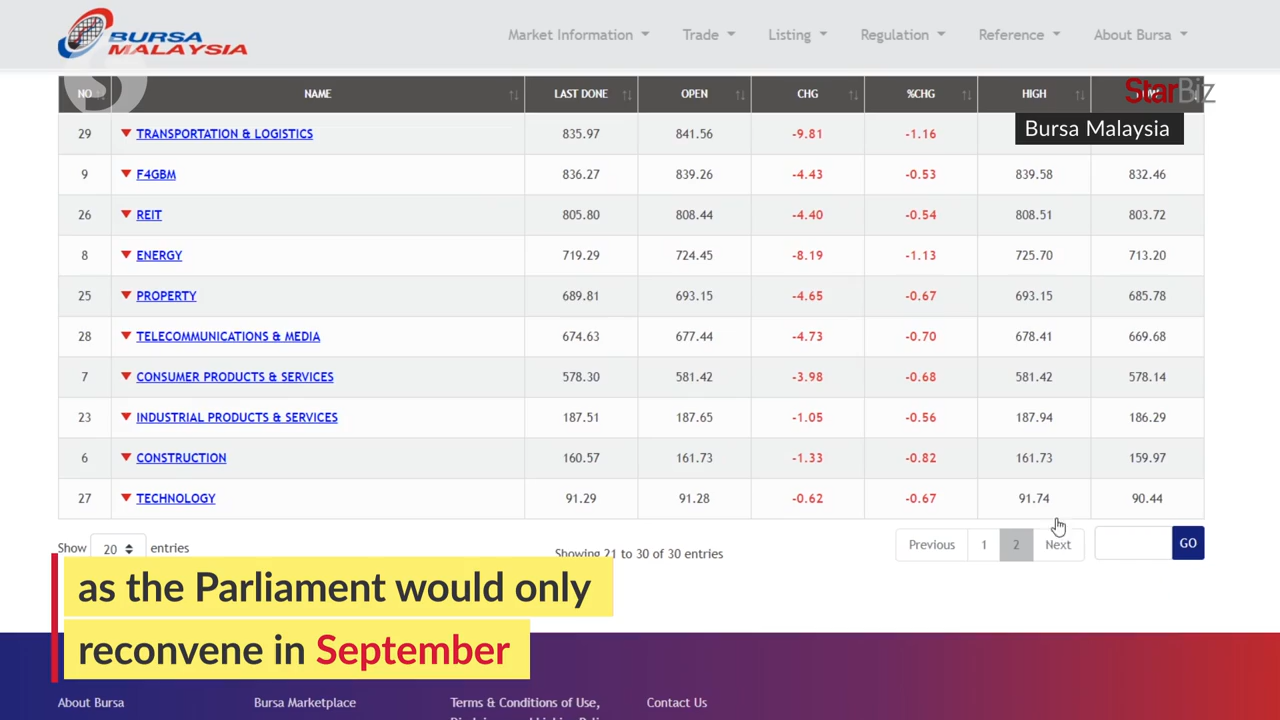 BURSA
MALAYSIA
Market Information Trade Listing Regulation Reference About Bursa
StarBiz
NO NAME LAST DONE OPEN CHG %CHG HIGH
Bursa Malaysia
29 TRANSPORTATION & LOGISTICS 835.97 841.56 -9.81 -1.16
9 F4GBM 836.27 839.26 -4.43 -0.53 839.58 832.46
26 REIT 805.80 808.44 -4.40 -0.54 808.51 803.72
8 ENERGY 719.29 724.45 -8.19 -1.13 725.70 713.20
25 PROPERTY 689.81 693.15 -4.65 -0.67 693.15 685.78
28 TELECOMMUNICATIONS & MEDIA 674.63 677.44 -4.73 -0.70 678.41 669.68
7 CONSUMER PRODUCTS & SERVICES 578.30 581.42 -3.98 -0.68 581.42 578.14
23 INDUSTRIAL PRODUCTS & SERVICES 187.51 187.65 -1.05 -0.56 187.94 186.29
6 CONSTRUCTION 160.57 161.73 -1.33 -0.82 161.73 159.97
27 TECHNOLOGY 91.29 91.28 -0.62 -0.67 91.74 90.44
Show 20 entries Showing 21 to 30 of 30 entries Previous 1 2 Next GO
as the Parliament would only
reconvene in September
About Bursa Bursa Marketplace Terms & Conditions of Use, Contact Us